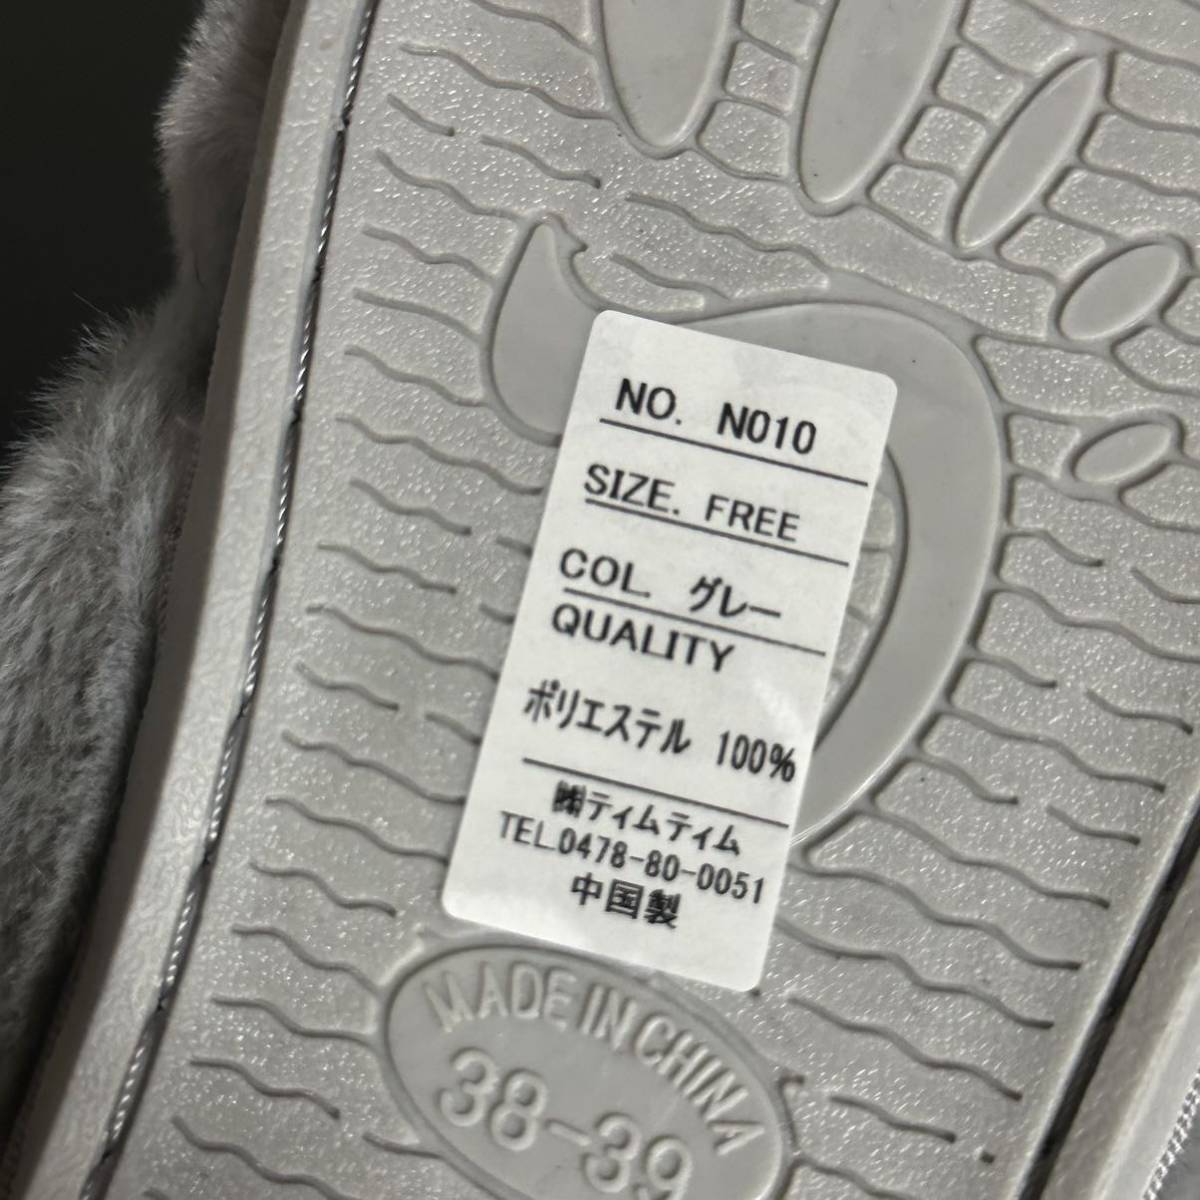 NO. N010
SIZE. FREE
COL. グレー
QUALITY
ポリエステル 100%
㈱ティムティム
TEL.0478-80-0051
中国製
MADE IN CHINA
38-39